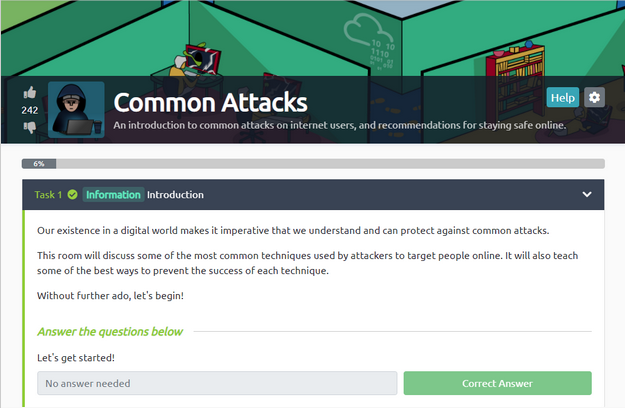 242
Common Attacks
Help
An introduction to common attacks on internet users, and recommendations for staying safe online.
6%
Task 1 Information Introduction
Our existence in a digital world makes it imperative that we understand and can protect against common attacks.
This room will discuss some of the most common techniques used by attackers to target people online. It will also teach
some of the best ways to prevent the success of each technique.
Without further ado, let's begin!
Answer the questions below
Let's get started!
No answer needed
Correct Answer